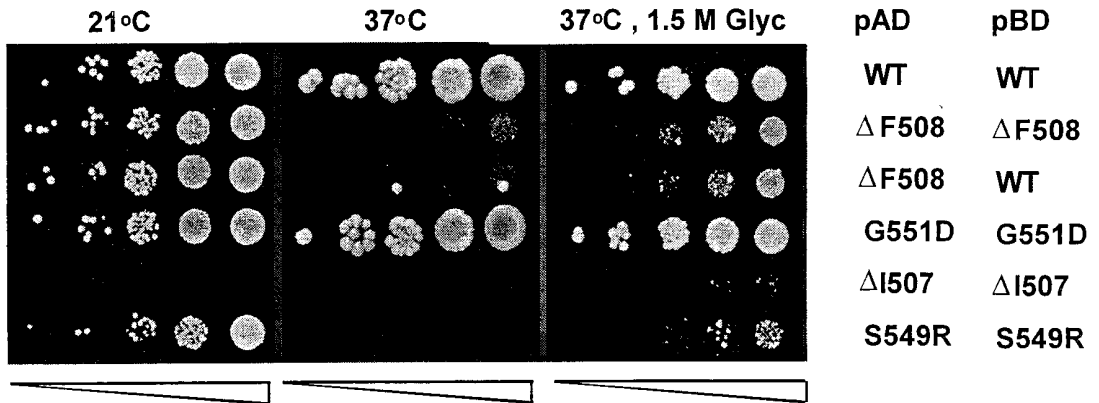 21°C 37°C 37°C , 1.5 M Glyc pAD pBD
WT WT
ΔF508 ΔF508
ΔF508 WT
G551D G551D
ΔI507 ΔI507
S549R S549R